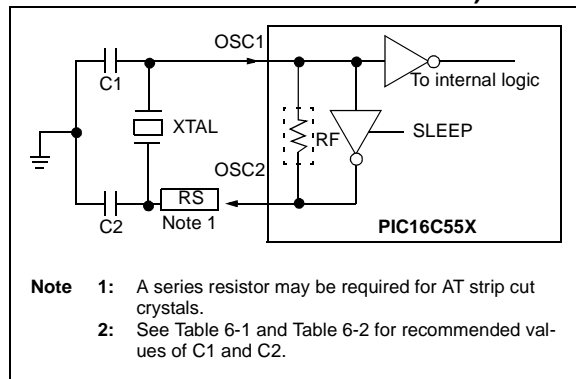 OSC1
C1
To internal logic
XTAL
RF
SLEEP
OSC2
RS
C2
Note 1
PIC16C55X
Note 1: A series resistor may be required for AT strip cut
crystals.
2: See Table 6-1 and Table 6-2 for recommended val-
ues of C1 and C2.